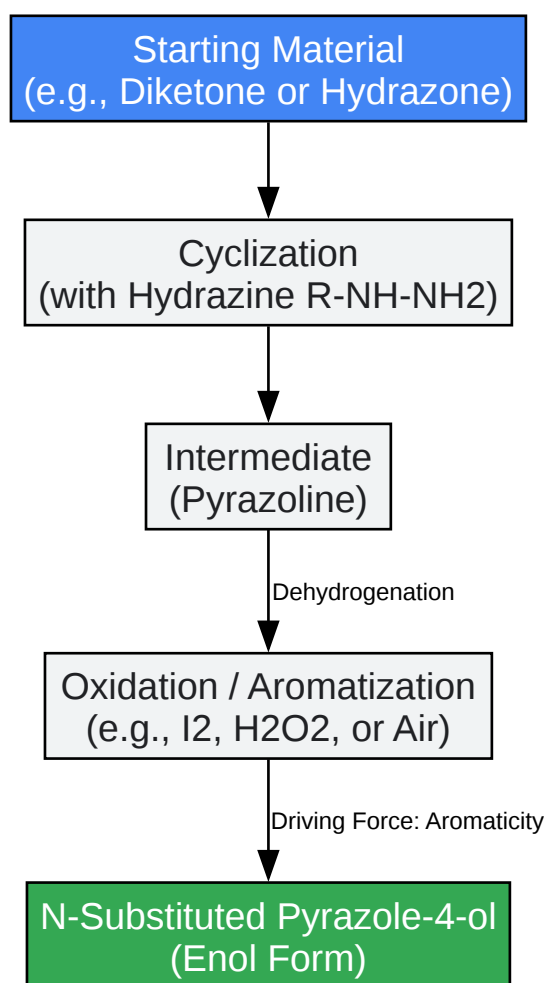 Starting Material
(e.g., Diketone or Hydrazone)
Cyclization
(with Hydrazine R-NH-NH2)
Intermediate
(Pyrazoline)
Dehydrogenation
Oxidation / Aromatization
(e.g., I2, H2O2, or Air)
Driving Force: Aromaticity
N-Substituted Pyrazole-4-ol
(Enol Form)